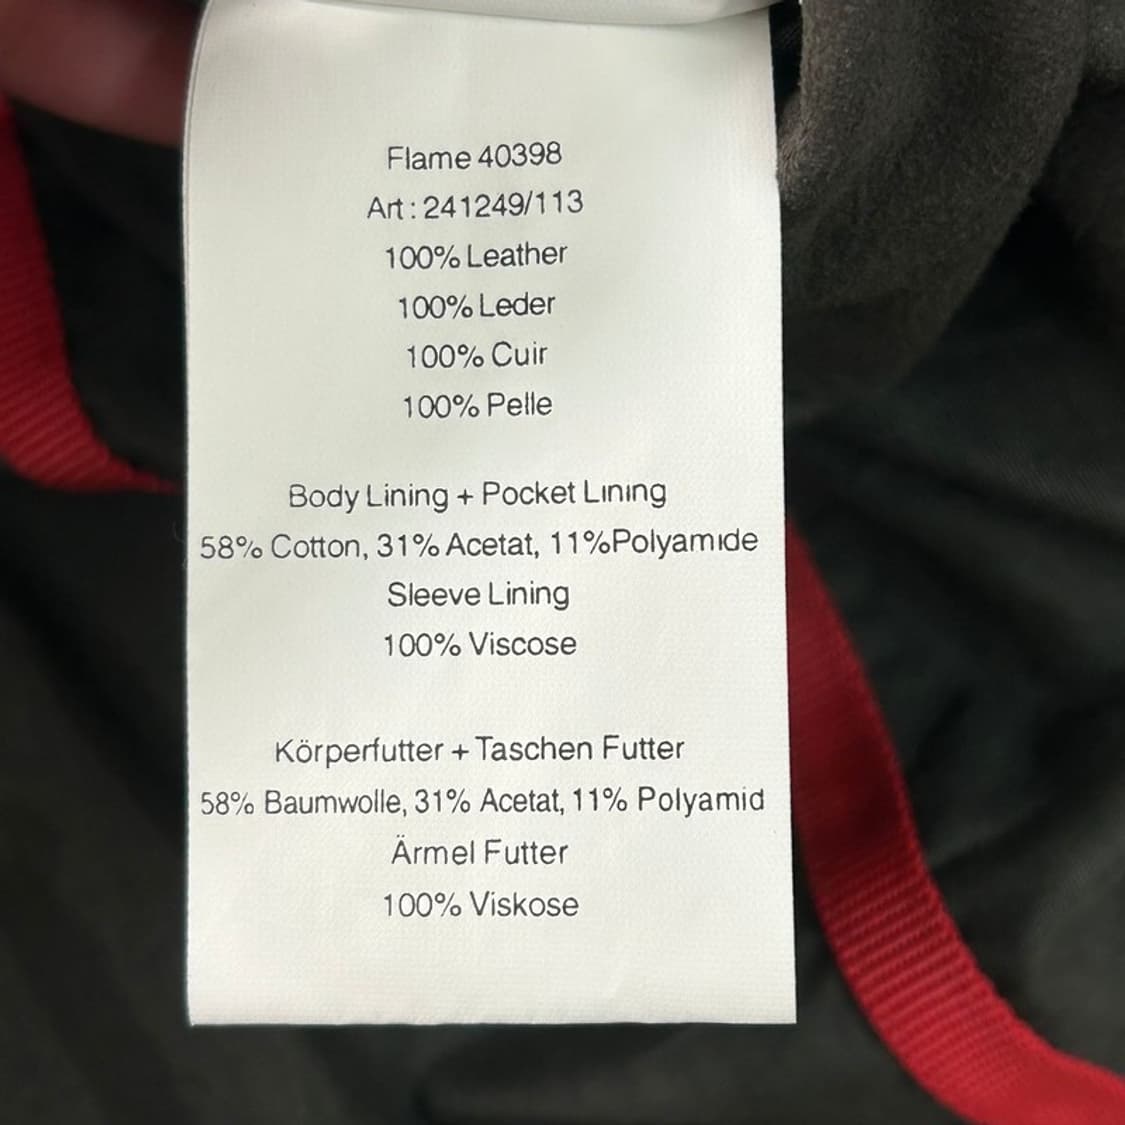 Flame 40398
Art : 241249/113
100% Leather
100% Leder
100% Cuir
100% Pelle
Body Lining + Pocket Lining
58% Cotton, 31% Acetat, 11%Polyamide
Sleeve Lining
100% Viscose
Körperfutter + Taschen Futter
58% Baumwolle, 31% Acetat, 11% Polyamid
Ärmel Futter
100% Viskose